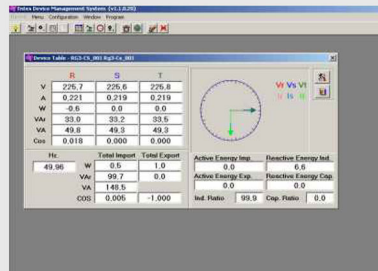 Entes Device Management System (v1.1.0.20)
Menu Configuration Window Program
Device Table - RG3-CS_001 Rg3-Cs_001
R S T
V 225,7 225,6 225,8
A 0,221 0,219 0,219
W -0,6 0,0 0,0
VAr 33,0 33,2 33,5
VA 49,8 49,3 49,3
Cos 0,018 0,000 0,000
Vr Vs Vt
Ir Is It
Hz. Total Import Total Export
49,96 W 0,5 1,0
VAr 99,7 0,0
VA 148,5
COS 0,005 -1,000
Active Energy Imp. Reactive Energy Ind.
0,0 6,6
Active Energy Exp. Reactive Energy Cap.
0,0 0,0
Ind. Ratio 99,9 Cap. Ratio 0,0